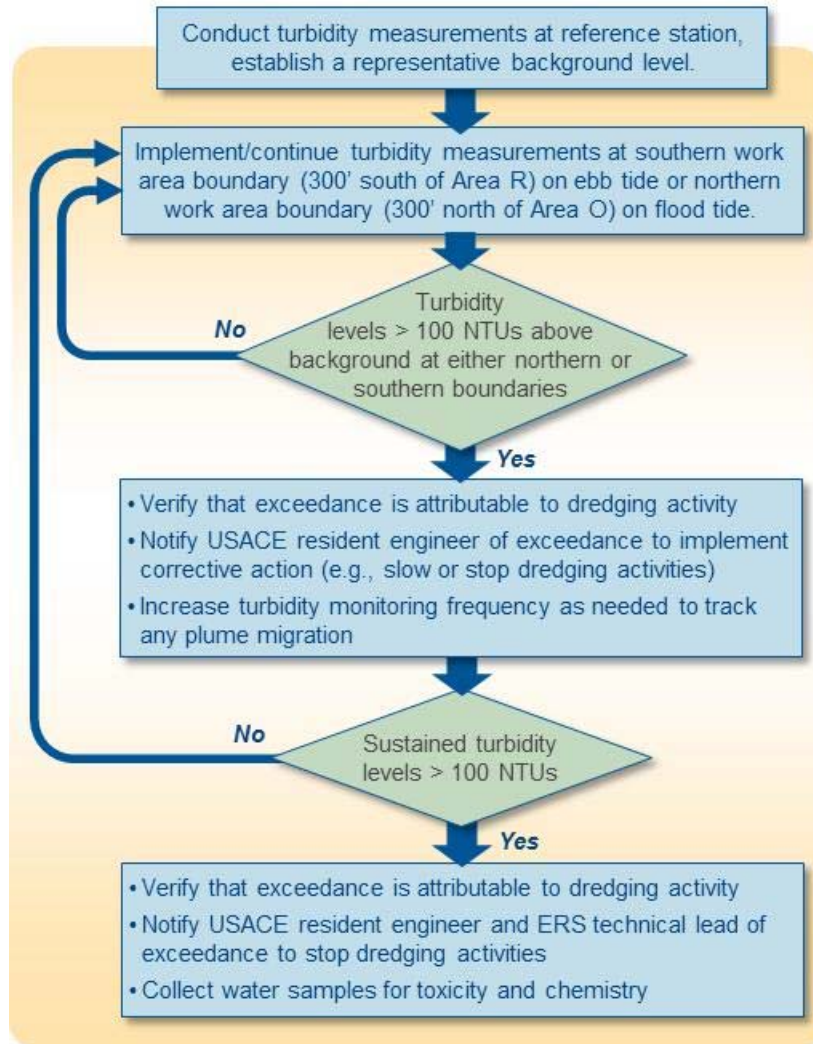 Conduct turbidity measurements at reference station,
establish a representative background level.
Implement/continue turbidity measurements at southern work
area boundary (300' south of Area R) on ebb tide or northern
work area boundary (300' north of Area O) on flood tide.
Turbidity
levels > 100 NTUs above
background at either northern or
southern boundaries
No
Yes
• Verify that exceedance is attributable to dredging activity
• Notify USACE resident engineer of exceedance to implement
corrective action (e.g., slow or stop dredging activities)
• Increase turbidity monitoring frequency as needed to track
any plume migration
No
Sustained turbidity
levels > 100 NTUs
Yes
• Verify that exceedance is attributable to dredging activity
• Notify USACE resident engineer and ERS technical lead of
exceedance to stop dredging activities
• Collect water samples for toxicity and chemistry